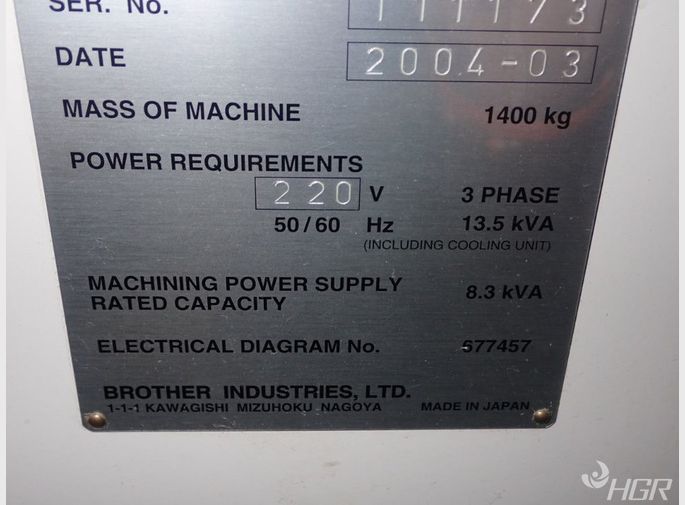 SER. No. 111173
DATE 2004-03
MASS OF MACHINE 1400 kg
POWER REQUIREMENTS
220 V 3 PHASE
50/60 Hz 13.5 kVA
(INCLUDING COOLING UNIT)
MACHINING POWER SUPPLY
RATED CAPACITY 8.3 kVA
ELECTRICAL DIAGRAM No. 677457
BROTHER INDUSTRIES, LTD.
1-1-1 KAWAGISHI MIZUHOKU NAGOYA MADE IN JAPAN
HGR